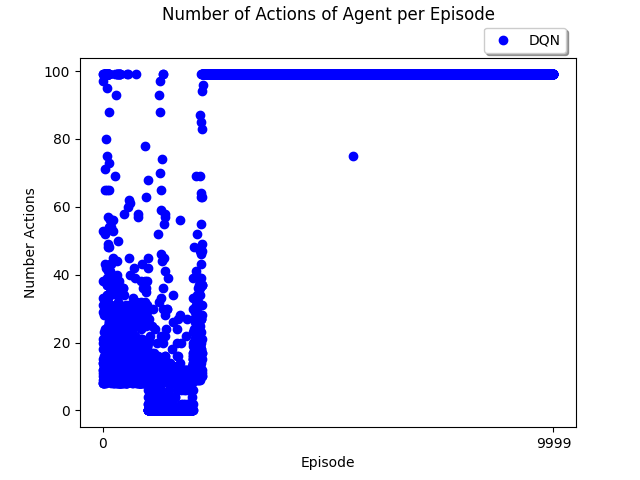 Number of Actions of Agent per Episode
DQN
100
80
60
40
20
0
Number Actions
0
9999
Episode